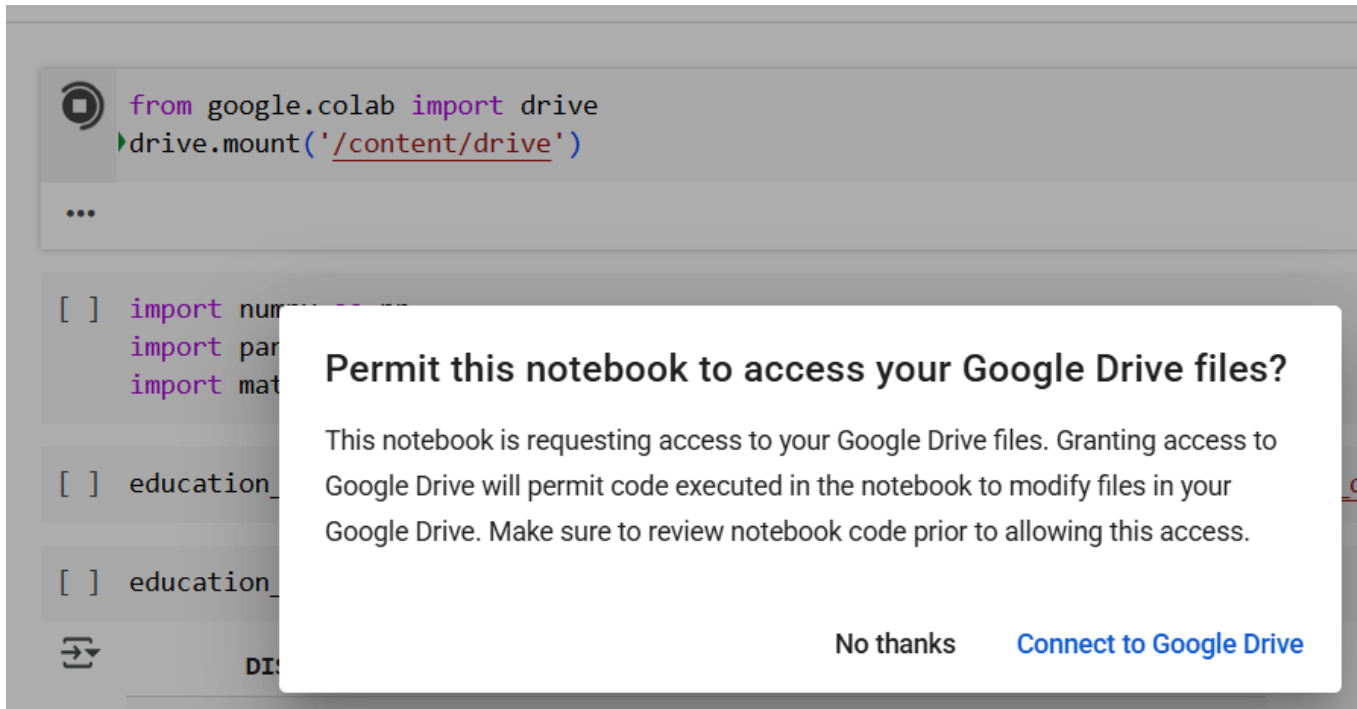 from google.colab import drive
drive.mount('/content/drive')
[ ] import
import
import
Permit this notebook to access your Google Drive files?
This notebook is requesting access to your Google Drive files. Granting access to
Google Drive will permit code executed in the notebook to modify files in your
Google Drive. Make sure to review notebook code prior to allowing this access.
[ ] education_
[ ] education_
No thanks Connect to Google Drive